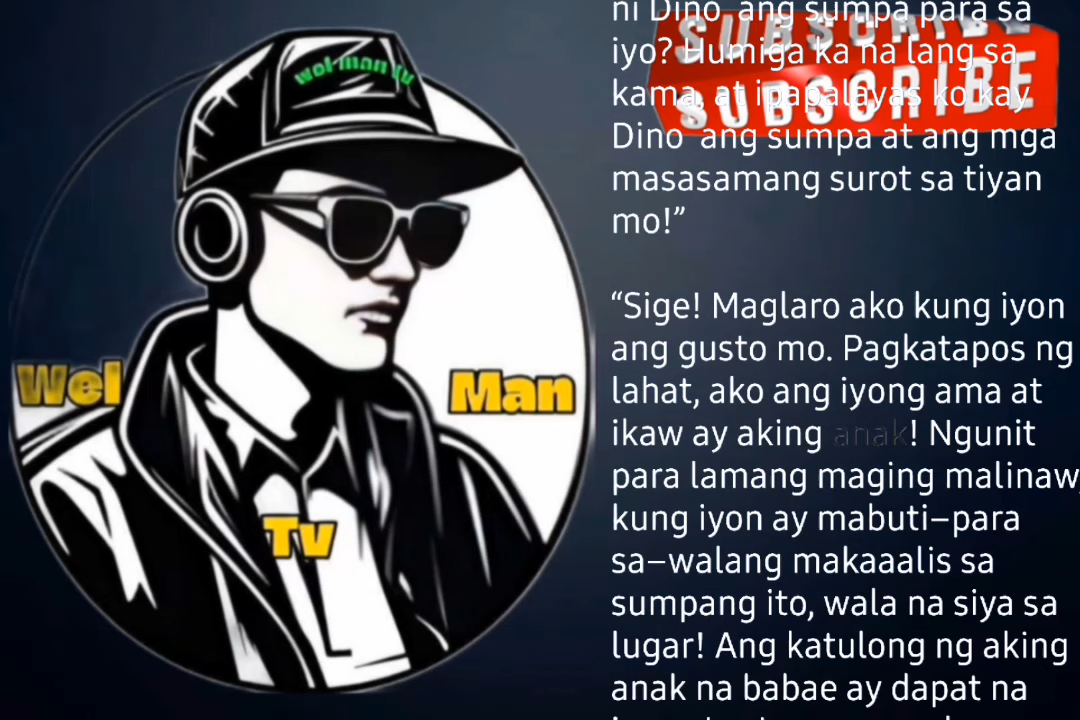 wel man tv
Wel
Man
Tv
SUBSCRIBE
SUBSCRIBE
ni Dino ang sumpa para sa
iyo? Humiga ka na lang sa
kama, at ipapalayas ko kay
Dino ang sumpa at ang mga
masasamang surot sa tiyan
mo!”
“Sige! Maglaro ako kung iyon
ang gusto mo. Pagkatapos ng
lahat, ako ang iyong ama at
ikaw ay aking anak! Ngunit
para lamang maging malinaw,
kung iyon ay mabuti–para
sa–walang makaaalis sa
sumpang ito, wala na siya sa
lugar! Ang katulong ng aking
anak na babae ay dapat na